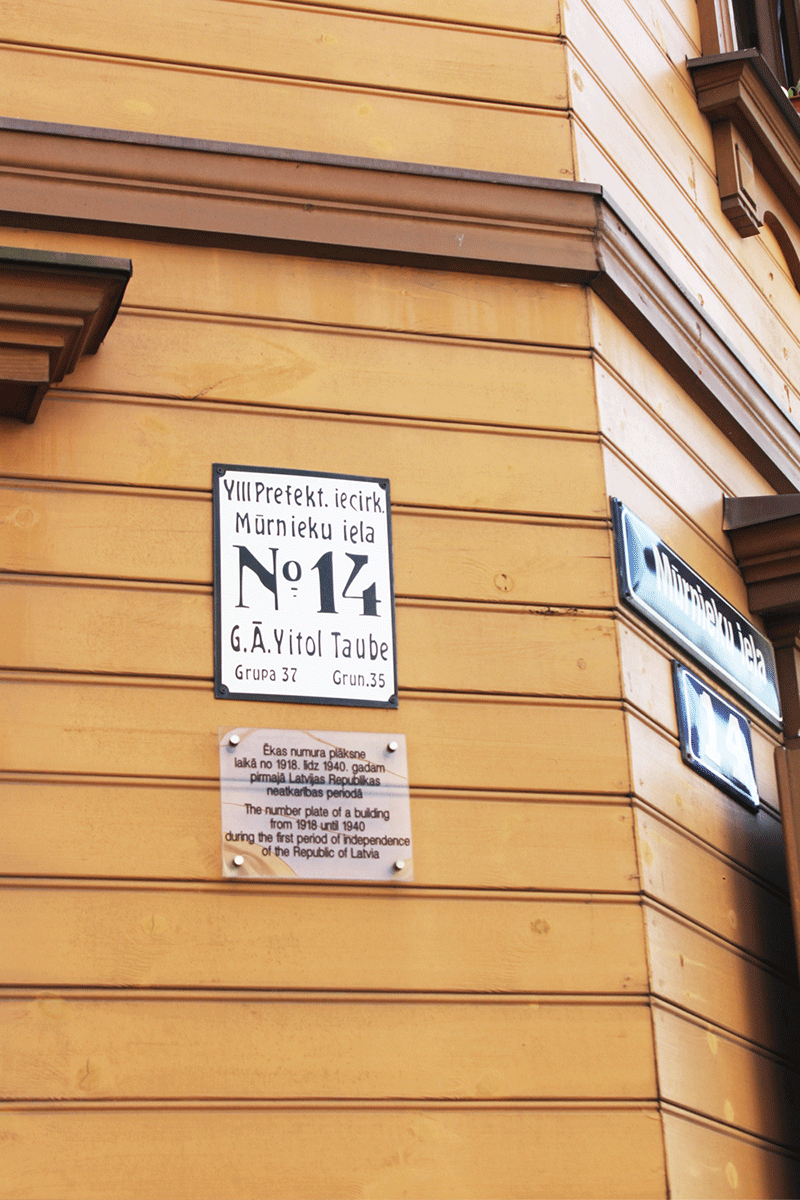 VIII Prefekt. iecirk.
Mūrnieku iela
No 14
G.Ā.Vitol Taube
Grupa 37 Grun.35
Ēkas numura plāksne
laikā no 1918. līdz 1940. gadam
pirmajā Latvijas Republikas
neatkarības periodā
The number plate of a building
from 1918 until 1940
during the first period of independence
of the Republic of Latvia
Mūrnieku iela
14